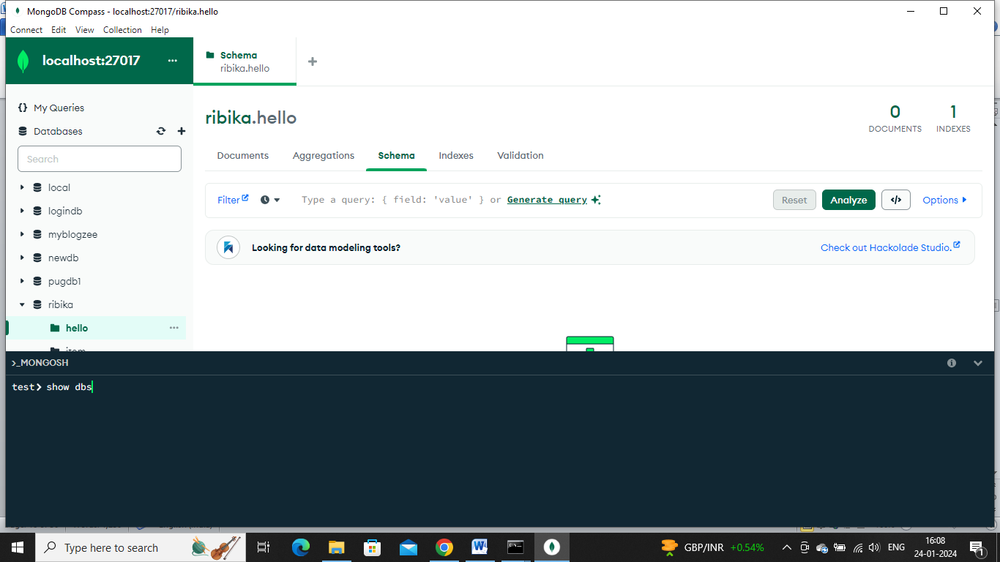 MongoDB Compass - localhost:27017/ribika.hello
Connect Edit View Collection Help
localhost:27017 ...
Schema
ribika.hello
{} My Queries
Databases
Search
local
logindb
myblogzee
newdb
pugdb1
ribika
hello
item
ribika.hello
0
DOCUMENTS
1
INDEXES
Documents Aggregations Schema Indexes Validation
Filter Type a query: { field: 'value' } or Generate query Reset Analyze </> Options
Looking for data modeling tools? Check out Hackolade Studio.
>_MONGOSH
test> show dbs
Type here to search GBP/INR +0.54% ENG 16:08
24-01-2024 1